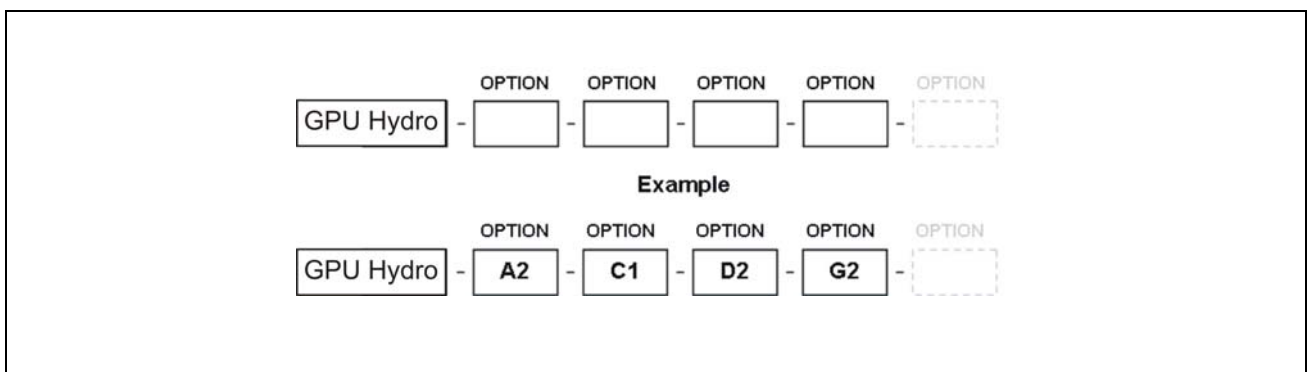 OPTION OPTION OPTION OPTION OPTION
GPU Hydro - - - - -
Example
OPTION OPTION OPTION OPTION OPTION
GPU Hydro - A2 - C1 - D2 - G2 -